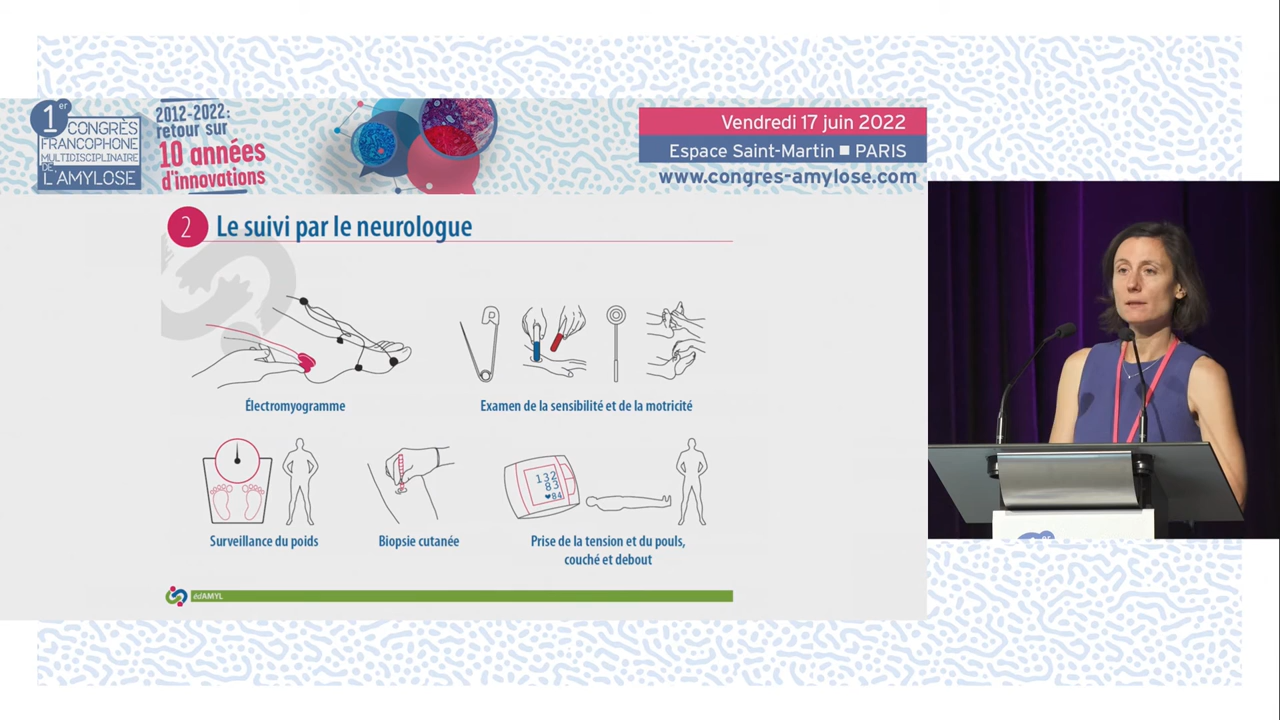 1er
CONGRÈS
FRANCOPHONE
MULTIDISCIPLINAIRE
DE
L'AMYLOSE
2012-2022:
retour sur
10 années
d'innovations
Vendredi 17 juin 2022
Espace Saint-Martin ■ PARIS
www.congres-amylose.com
2 Le suivi par le neurologue
Électromyogramme
Examen de la sensibilité et de la motricité
132
83
♥84
Surveillance du poids
Biopsie cutanée
Prise de la tension et du pouls,
couché et debout
édAMYL